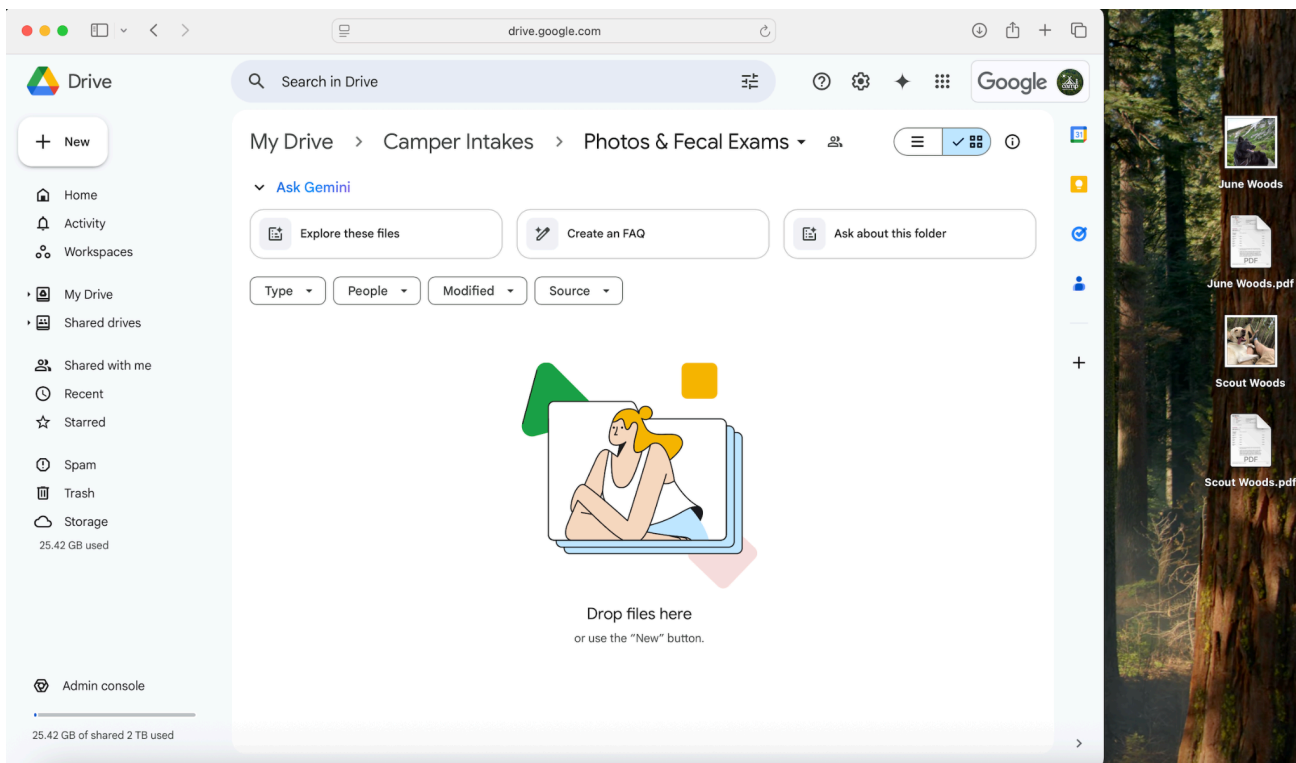 drive.google.com
Drive
Search in Drive
Google
camp
New
My Drive > Camper Intakes > Photos & Fecal Exams
31
Ask Gemini
Home
Activity
Workspaces
Explore these files
Create an FAQ
Ask about this folder
My Drive
Shared drives
Type
People
Modified
Source
Shared with me
Recent
Starred
Spam
Trash
Storage
25.42 GB used
Drop files here
or use the “New” button.
Admin console
25.42 GB of shared 2 TB used
June Woods
PDF
June Woods.pdf
Scout Woods
PDF
Scout Woods.pdf